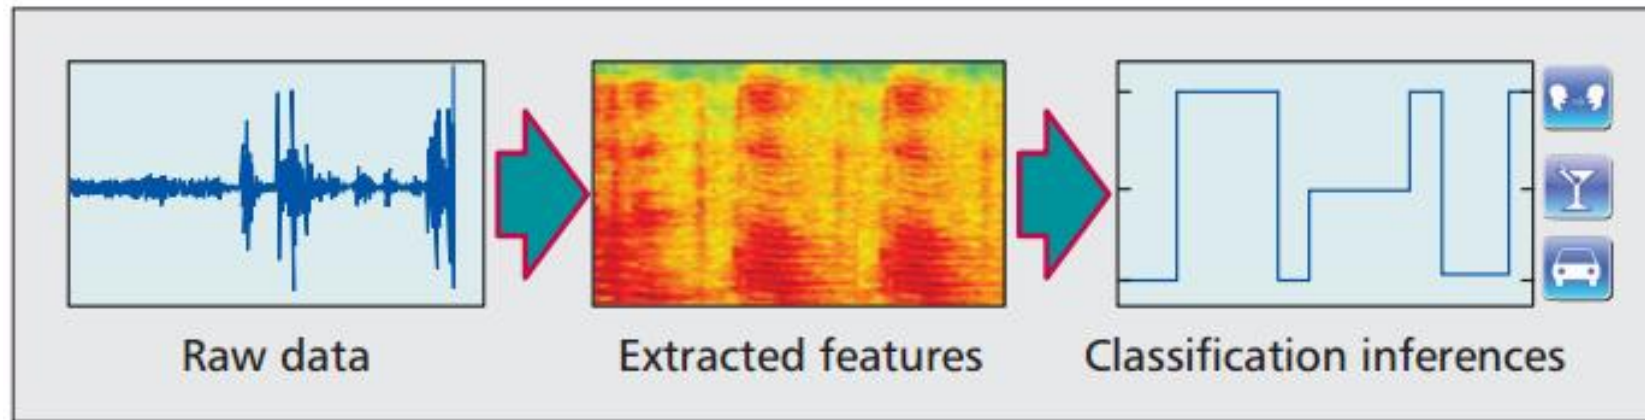 Raw data
Extracted features
Classification inferences